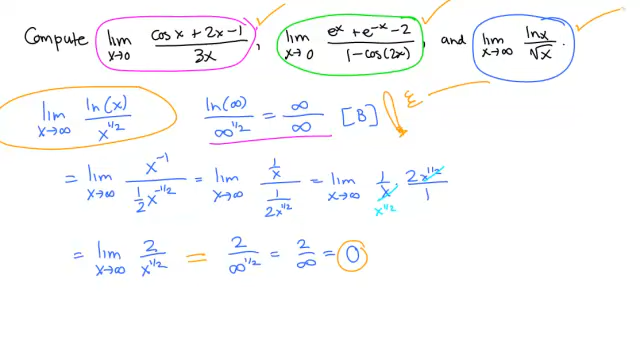 Compute lim x→0 (cos x + 2x − 1)/(3x), lim x→0 (e^x + e^−x − 2)/(1 − cos(2x)), and lim x→∞ ln x/√x.
lim x→∞ ln(x)/x^1/2   ln(∞)/∞^1/2 = ∞/∞ [B]
= lim x→∞ x^−1/(1/2 x^−1/2) = lim x→∞ (1/x)/(1/(2x^1/2)) = lim x→∞ 1/x · 2x^1/2/1
x^1/2
= lim x→∞ 2/x^1/2 = 2/∞^1/2 = 2/∞ = 0